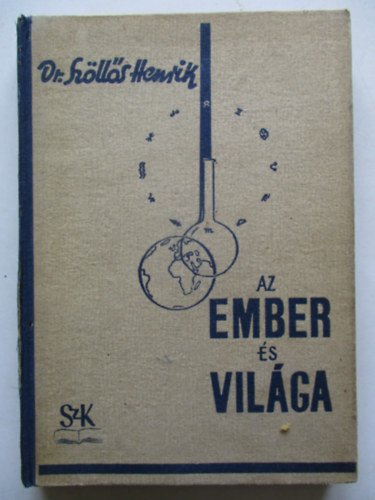 Dr. Szöllős Henrik
AZ
EMBER
ÉS
VILÁGA
SzK